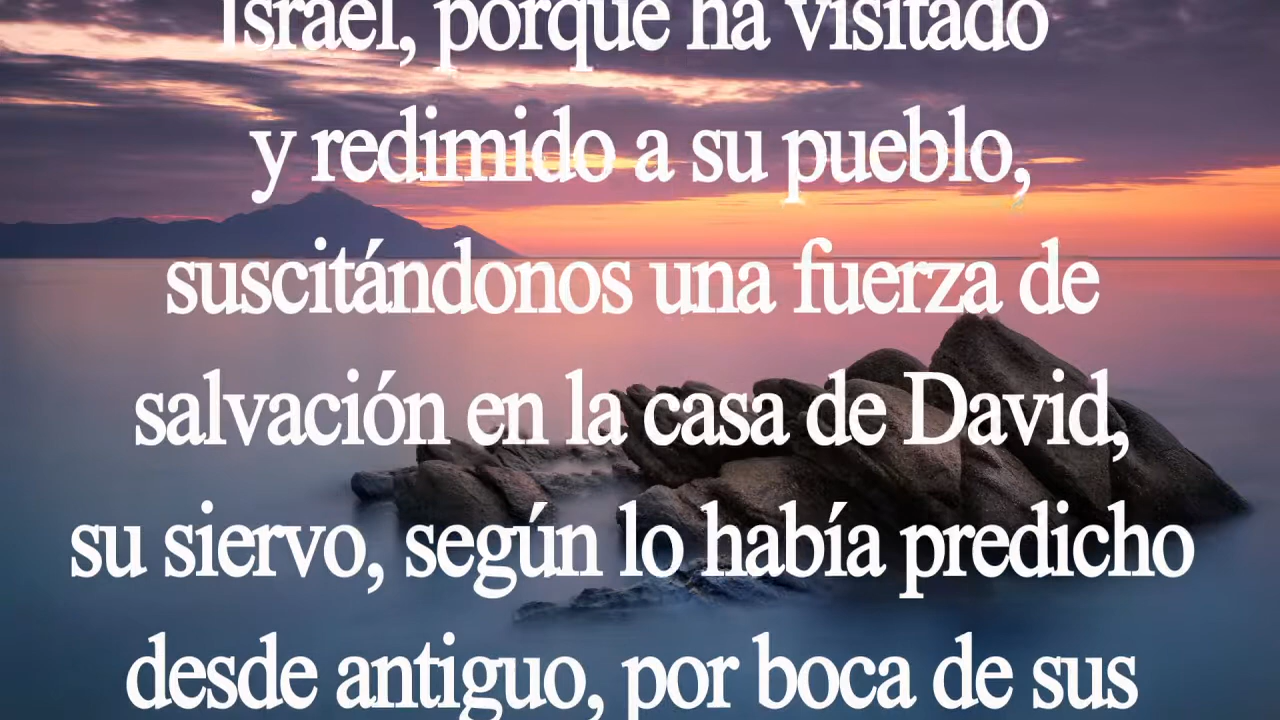 Israel, porque ha visitado
y redimido a su pueblo,
suscitándonos una fuerza de
salvación en la casa de David,
su siervo, según lo había predicho
desde antiguo, por boca de sus